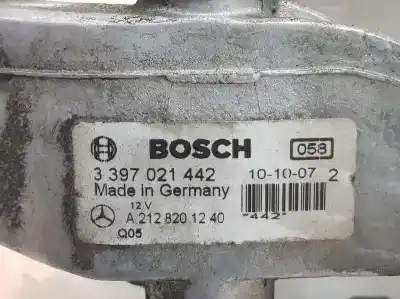 BOSCH 058
3 397 021 442 10-10-07 2
Made in Germany
12 V
A 212 820 12 40 "442"
Q05